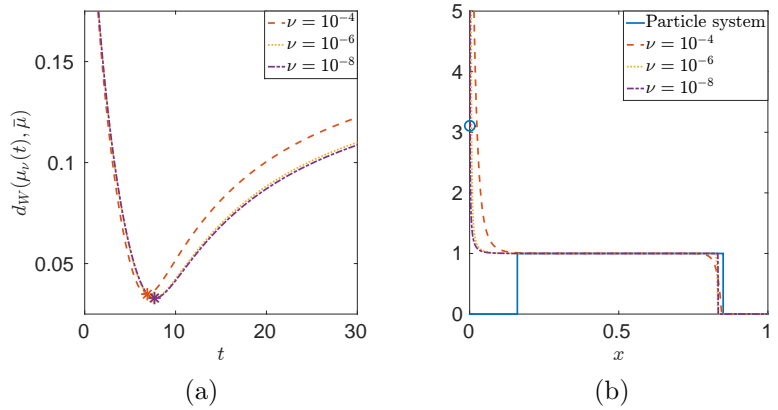 d_W(μ_ν(t), μ̄)
0.15
0.1
0.05
0
10
20
30
t
ν = 10⁻⁴
ν = 10⁻⁶
ν = 10⁻⁸
(a)
5
4
3
2
1
0
0
0.5
1
x
Particle system
ν = 10⁻⁴
ν = 10⁻⁶
ν = 10⁻⁸
(b)